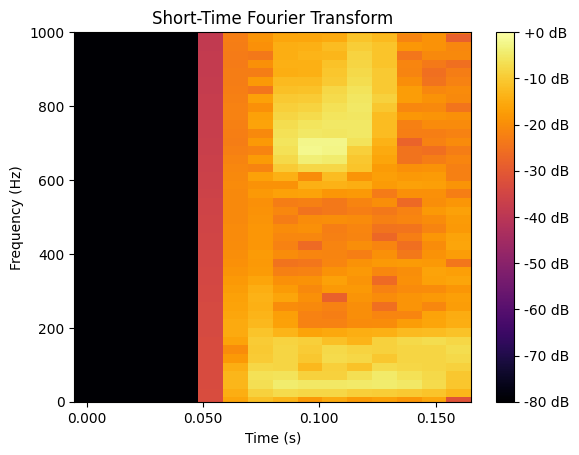 Short-Time Fourier Transform
1000
800
600
400
200
0
Frequency (Hz)
0.000
0.050
0.100
0.150
Time (s)
+0 dB
-10 dB
-20 dB
-30 dB
-40 dB
-50 dB
-60 dB
-70 dB
-80 dB